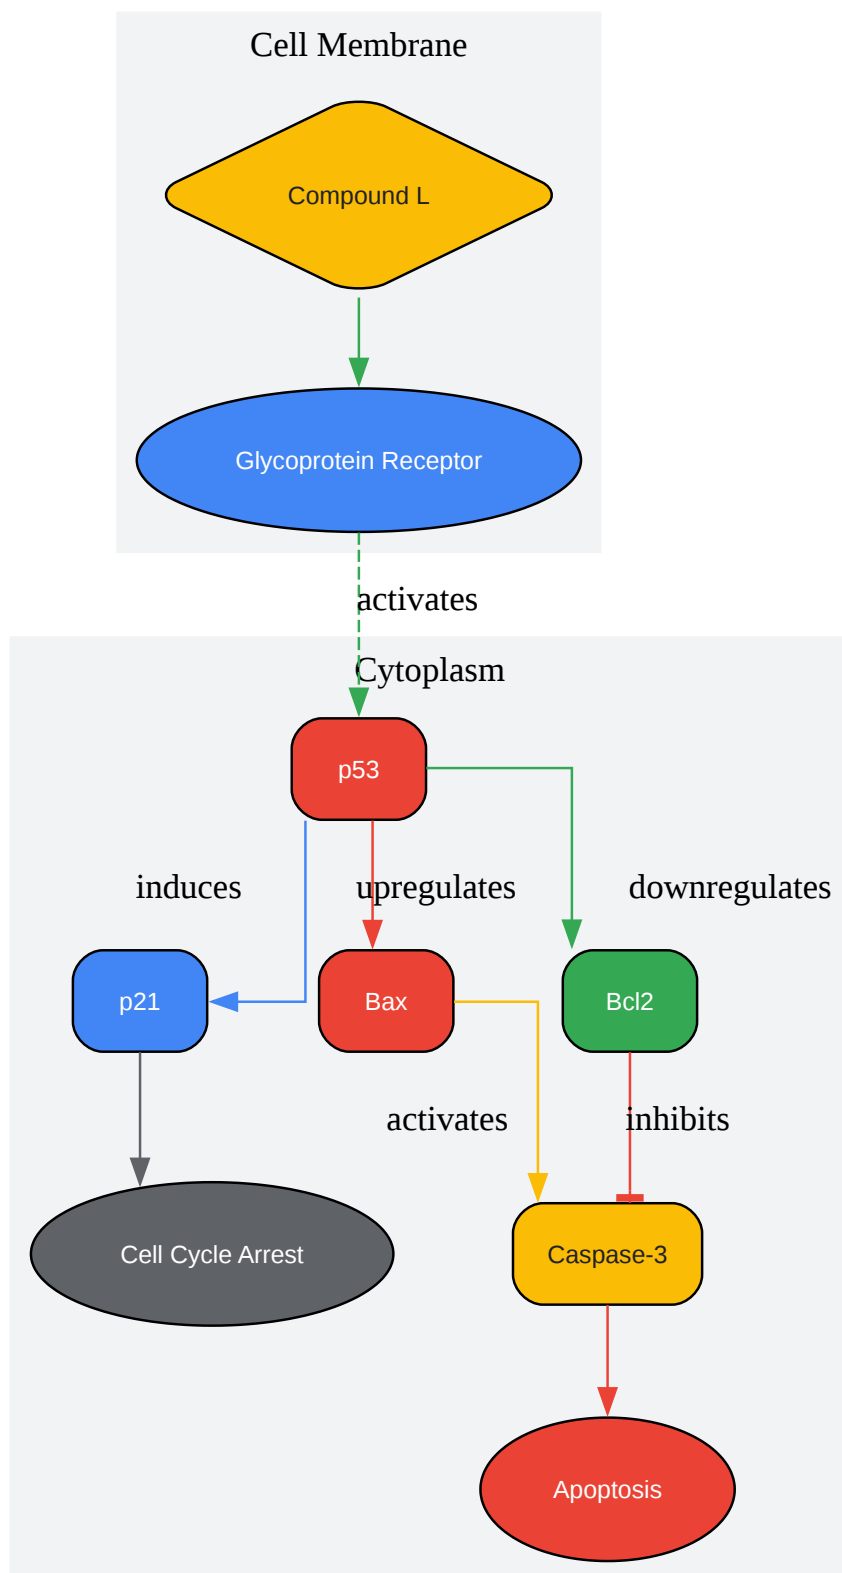 Cell Membrane
Compound L
Glycoprotein Receptor
activates
Cytoplasm
p53
induces
upregulates
downregulates
p21
Bax
Bcl2
activates
inhibits
Cell Cycle Arrest
Caspase-3
Apoptosis